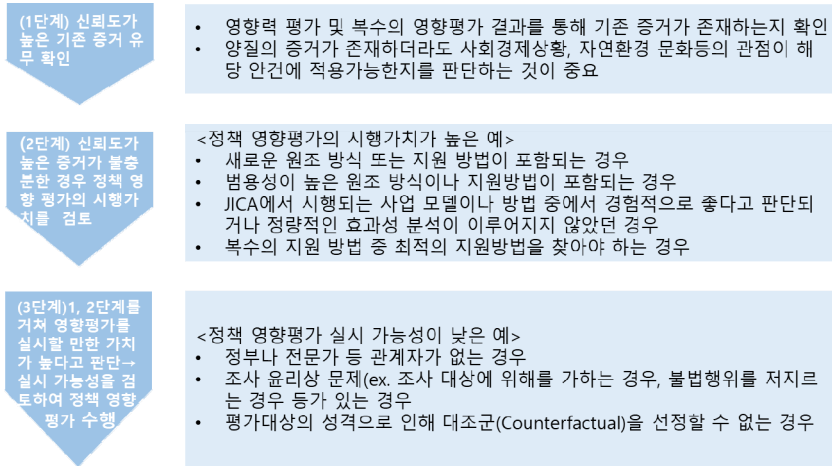 (1단계) 신뢰도가
높은 기존 증거 유
무 확인
• 영향력 평가 및 복수의 영향평가 결과를 통해 기존 증거가 존재하는지 확인
• 양질의 증거가 존재하더라도 사회경제상황, 자연환경 문화등의 관점이 해
당 안건에 적용가능한지를 판단하는 것이 중요
(2단계) 신뢰도가
높은 증거가 불충
분한 경우 정책 영
향 평가의 시행가
치를 검토
<정책 영향평가의 시행가치가 높은 예>
• 새로운 원조 방식 또는 지원 방법이 포함되는 경우
• 범용성이 높은 원조 방식이나 지원방법이 포함되는 경우
• JICA에서 시행되는 사업 모델이나 방법 중에서 경험적으로 좋다고 판단되
거나 정량적인 효과성 분석이 이루어지지 않았던 경우
• 복수의 지원 방법 중 최적의 지원방법을 찾아야 하는 경우
(3단계)1, 2단계를
거쳐 영향평가를
실시할 만한 가치
가 높다고 판단→
실시 가능성을 검
토하여 정책 영향
평가 수행
<정책 영향평가 실시 가능성이 낮은 예>
• 정부나 전문가 등 관계자가 없는 경우
• 조사 윤리상 문제(ex. 조사 대상에 위해를 가하는 경우, 불법행위를 저지르
는 경우 등가 있는 경우
• 평가대상의 성격으로 인해 대조군(Counterfactual)을 선정할 수 없는 경우